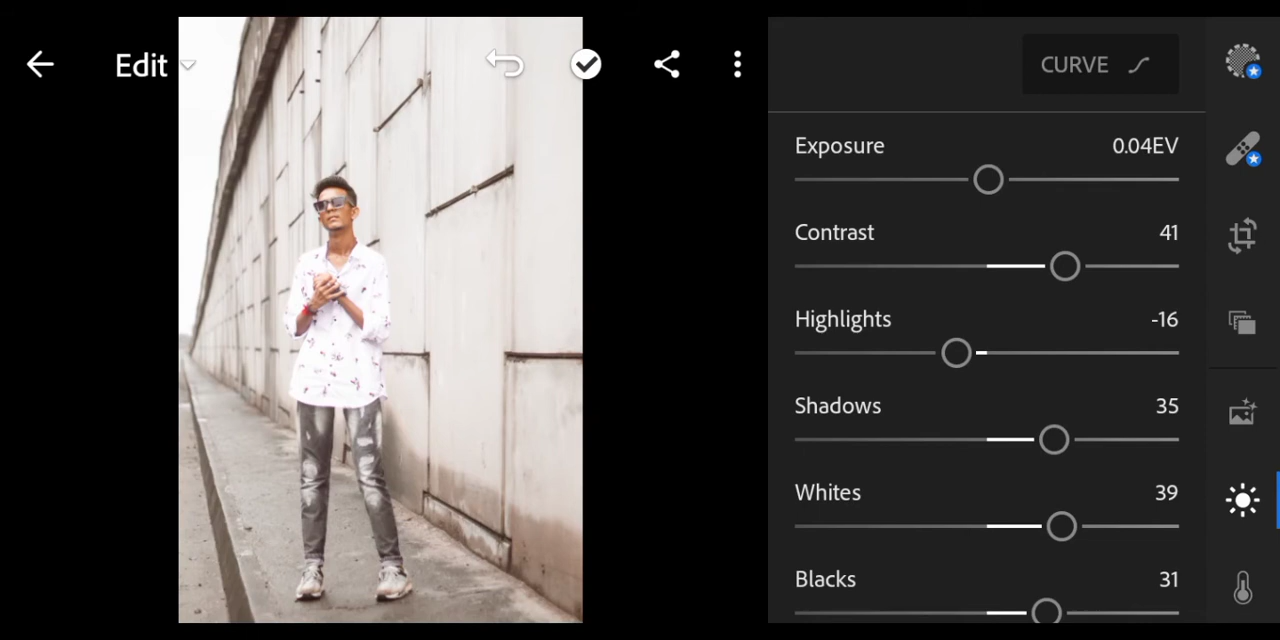 Edit
CURVE
Exposure 0.04EV
Contrast 41
Highlights -16
Shadows 35
Whites 39
Blacks 31